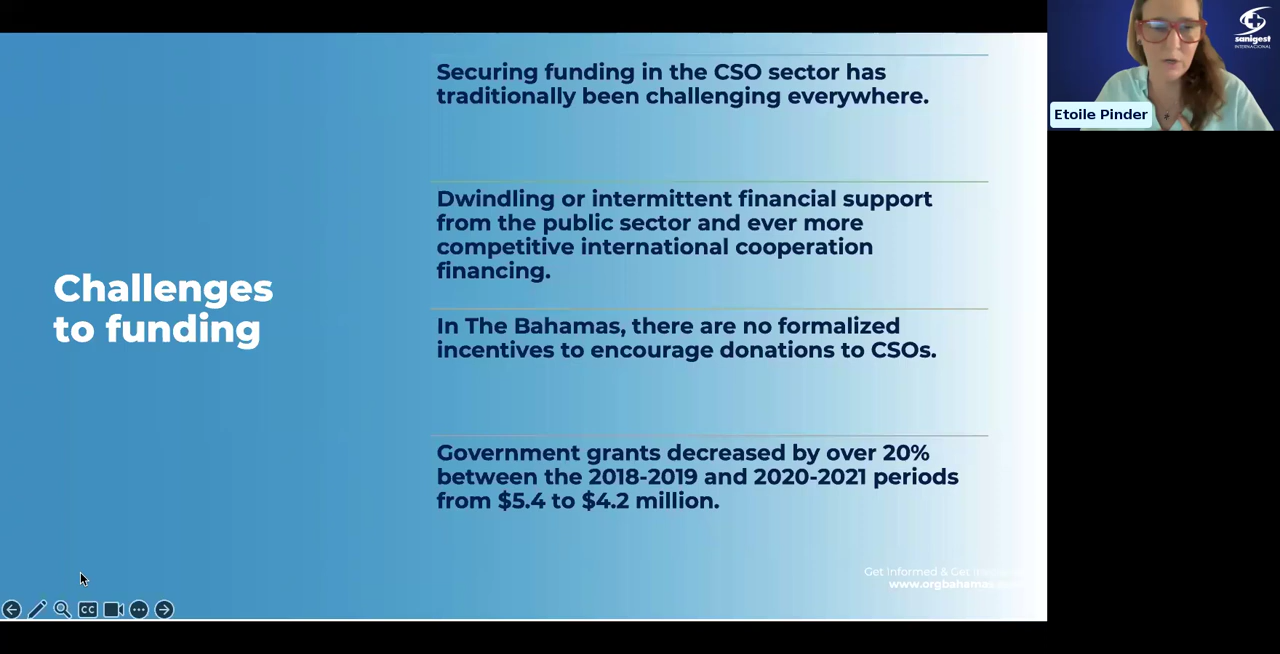 Challenges
to funding
Securing funding in the CSO sector has
traditionally been challenging everywhere.
Dwindling or intermittent financial support
from the public sector and ever more
competitive international cooperation
financing.
In The Bahamas, there are no formalized
incentives to encourage donations to CSOs.
Government grants decreased by over 20%
between the 2018-2019 and 2020-2021 periods
from $5.4 to $4.2 million.
Get Informed & Get
www.orgbahamas
CC
sanigest
INTERNACIONAL
Etoile Pinder